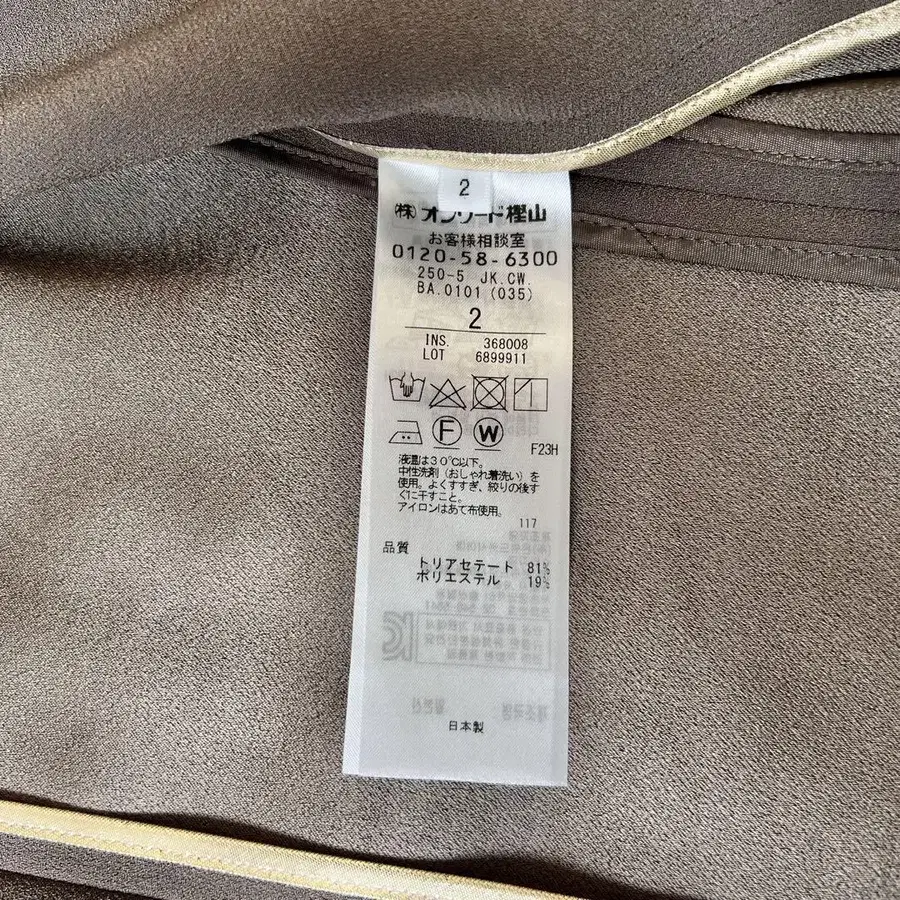 2
(株)オンワード樫山
お客様相談室
0120-58-6300
250-5 JK.CW.
BA.0101 (035)
2
INS. 368008
LOT 6899911
F
W
F23H
液温は30℃以下。
中性洗剤（おしゃれ着洗い）を
使用。よくすすぎ、絞りの後す
ぐに干すこと。
アイロンはあて布使用。
117
品質
トリアセテート 81%
ポリエステル 19%
日本製